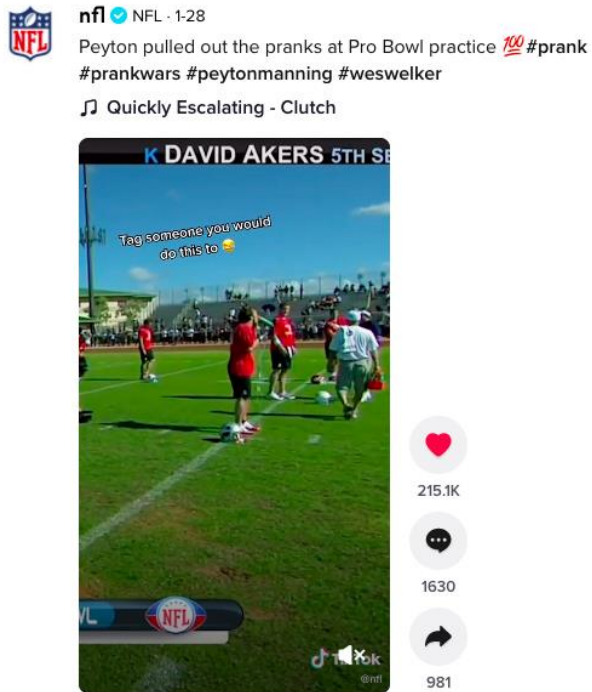 nfl NFL · 1-28
Peyton pulled out the pranks at Pro Bowl practice 💯 #prank
#prankwars #peytonmanning #weswelker
♫ Quickly Escalating - Clutch
K DAVID AKERS 5TH SE
Tag someone you would
do this to 😂
215.1K
1630
981
VL NFL
TikTok
@nfl
NFL